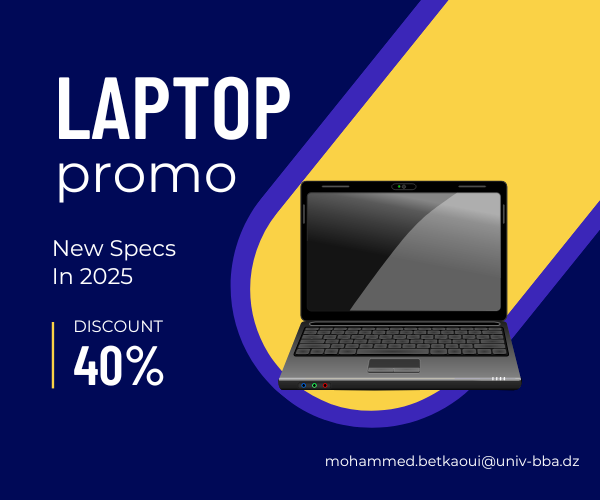 LAPTOP
promo
New Specs
In 2025
DISCOUNT
40%
mohammed.betkaoui@univ-bba.dz